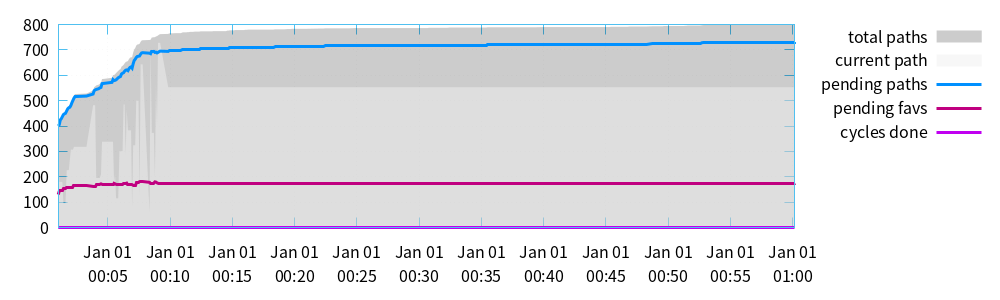 800
700
600
500
400
300
200
100
0
Jan 01 Jan 01 Jan 01 Jan 01 Jan 01 Jan 01 Jan 01 Jan 01 Jan 01 Jan 01 Jan 01 Jan 01
00:05 00:10 00:15 00:20 00:25 00:30 00:35 00:40 00:45 00:50 00:55 01:00
total paths
current path
pending paths
pending favs
cycles done